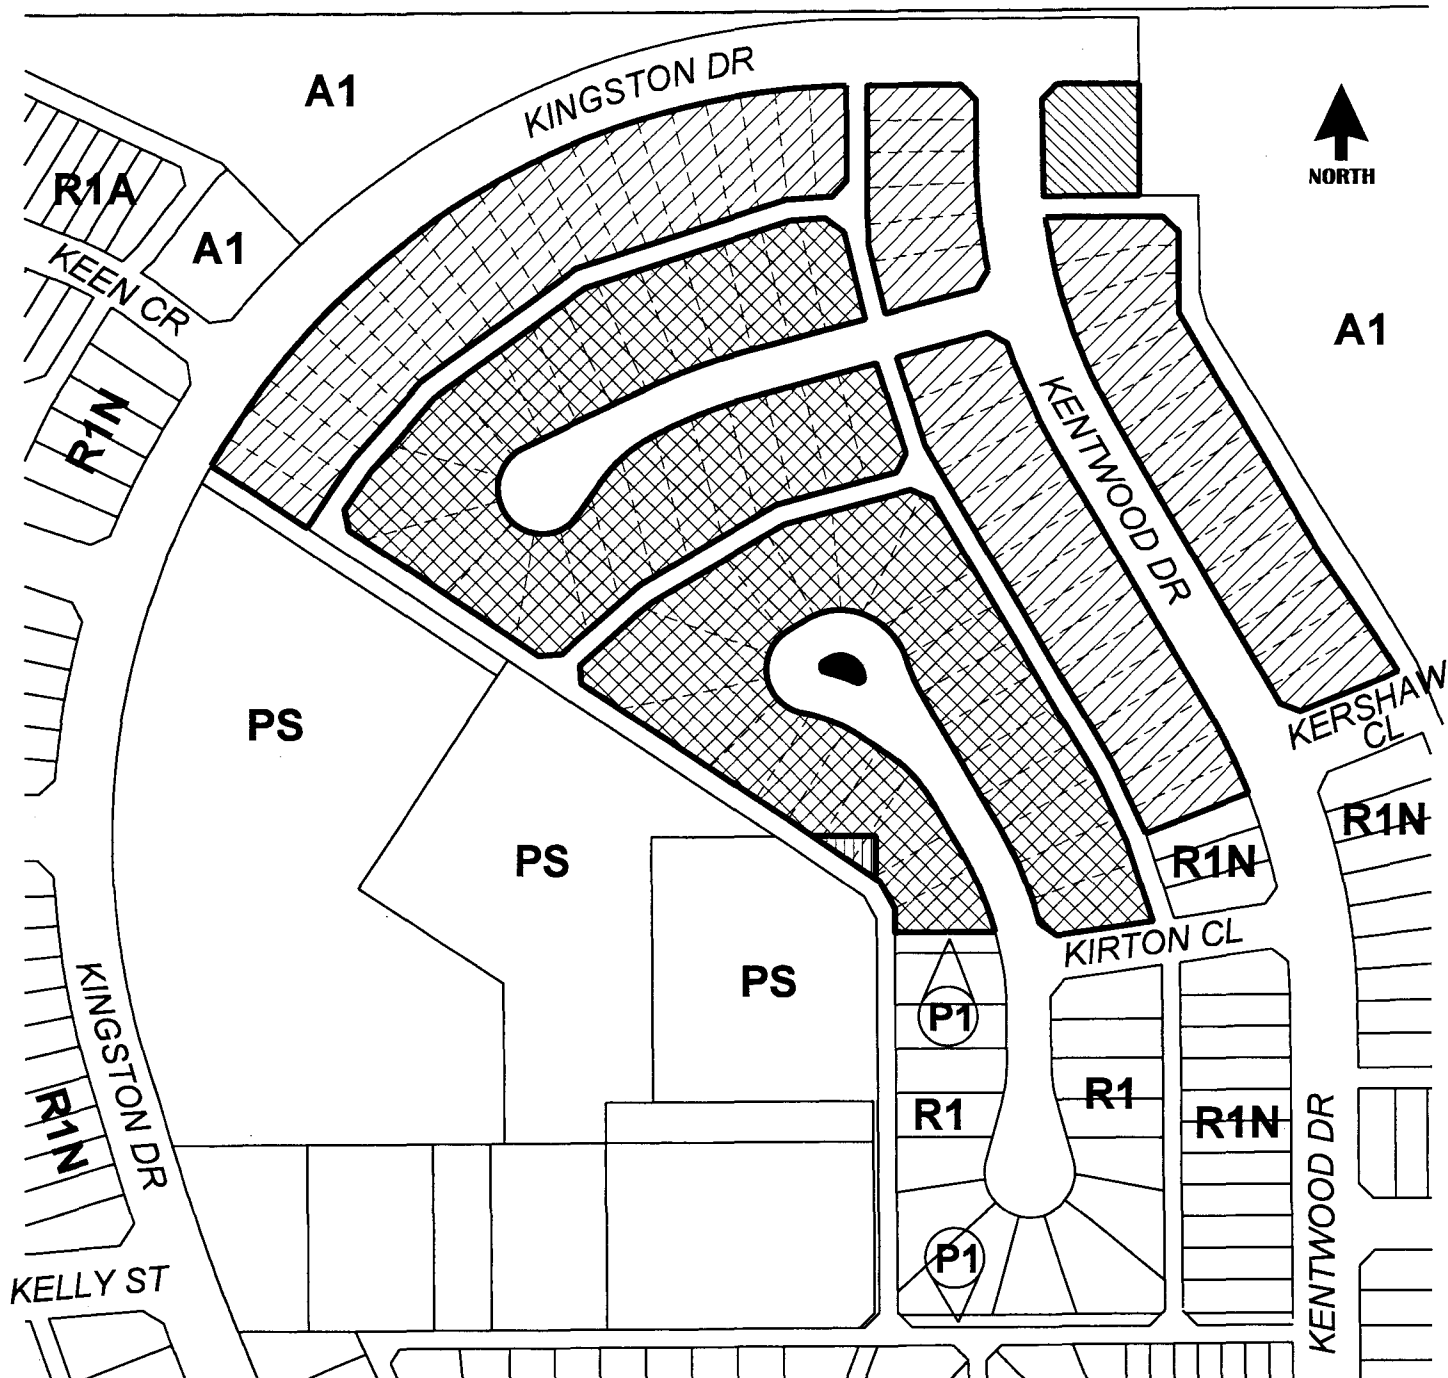 KINGSTON DR
A1
NORTH
R1A
A1
KEEN CR
A1
R1N
KENTWOOD DR
KERSHAW
CL
PS
R1N
PS
R1N
KIRTON CL
PS
P1
KINGSTON DR
R1
R1
R1N
R1N
KENTWOOD DR
P1
KELLY ST